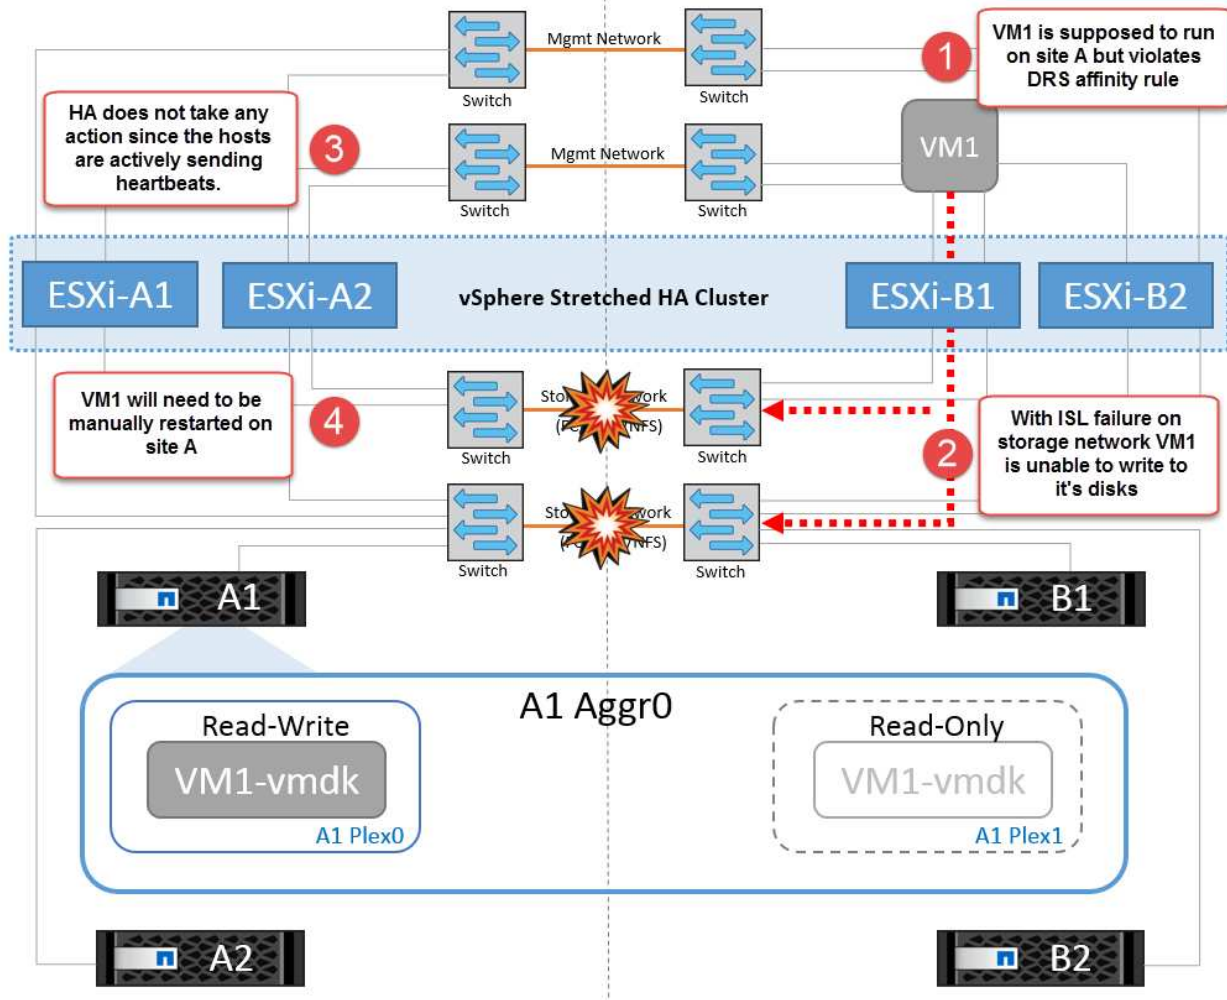 Mgmt Network
Switch
Switch
1
VM1 is supposed to run
on site A but violates
DRS affinity rule
HA does not take any
action since the hosts
are actively sending
heartbeats.
3
Mgmt Network
Switch
Switch
VM1
ESXi-A1
ESXi-A2
vSphere Stretched HA Cluster
ESXi-B1
ESXi-B2
VM1 will need to be
manually restarted on
site A
4
Switch
Switch
2
With ISL failure on
storage network VM1
is unable to write to
it's disks
Switch
Switch
A1
B1
A1 Aggr0
Read-Write
VM1-vmdk
A1 Plex0
Read-Only
VM1-vmdk
A1 Plex1
A2
B2